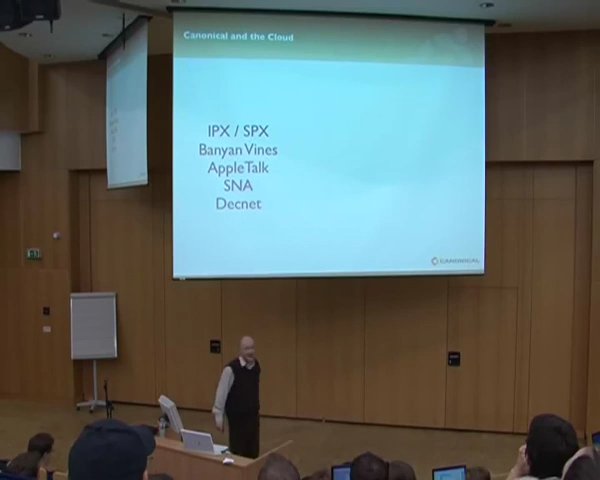 Canonical and the Cloud
IPX / SPX
Banyan Vines
AppleTalk
SNA
Decnet
CANONICAL